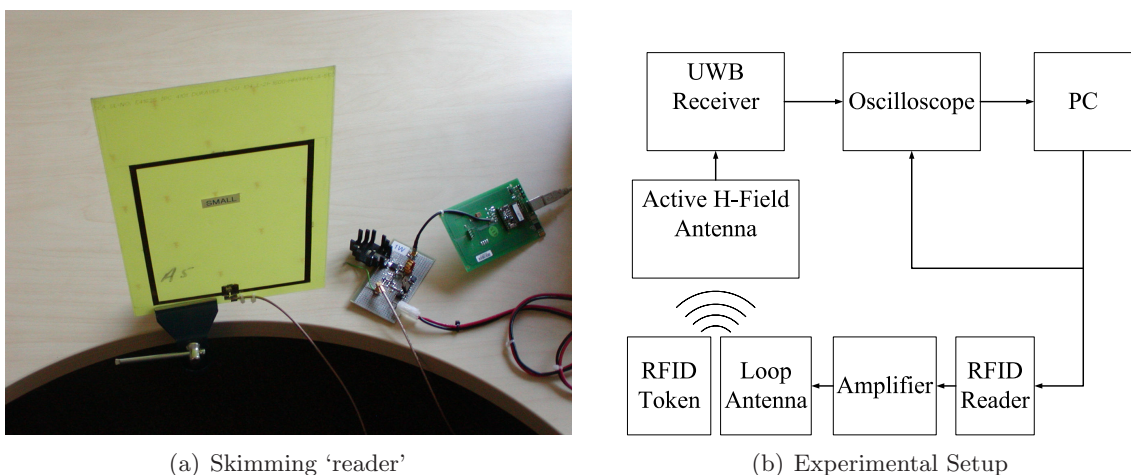 SMALL
A5
1W
UWB
Receiver
Oscilloscope
PC
Active H-Field
Antenna
RFID
Token
Loop
Antenna
Amplifier
RFID
Reader
(a) Skimming ‘reader’
(b) Experimental Setup